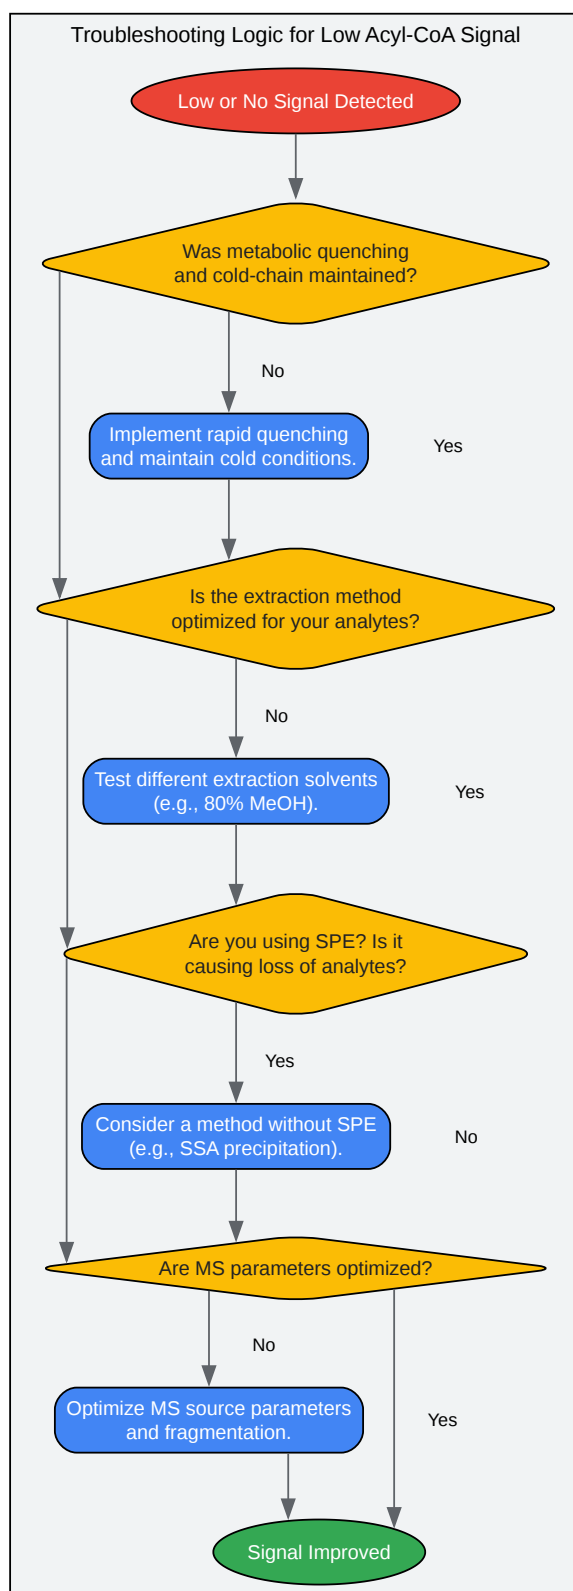 Troubleshooting Logic for Low Acyl-CoA Signal
Low or No Signal Detected
Was metabolic quenching
and cold-chain maintained?
No
Implement rapid quenching
and maintain cold conditions.
Yes
Is the extraction method
optimized for your analytes?
No
Test different extraction solvents
(e.g., 80% MeOH).
Yes
Are you using SPE? Is it
causing loss of analytes?
Yes
Consider a method without SPE
(e.g., SSA precipitation).
No
Are MS parameters optimized?
No
Optimize MS source parameters
and fragmentation.
Yes
Signal Improved